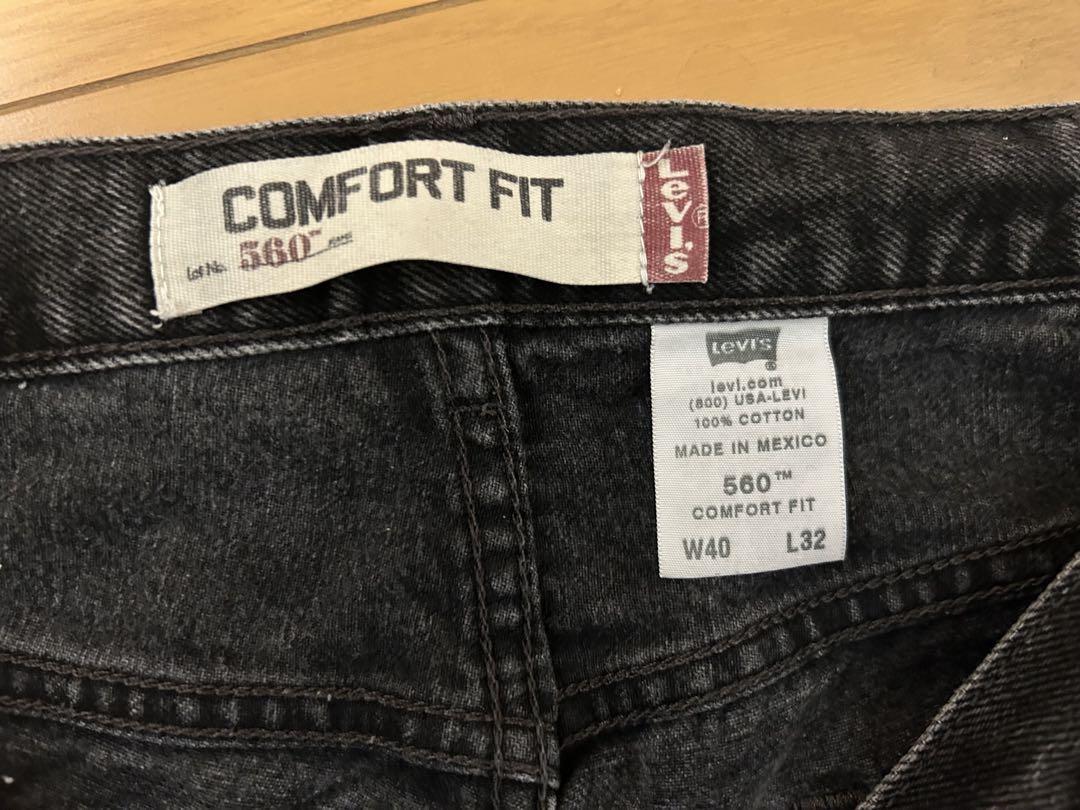 COMFORT FIT
Lot No. 560™ JEANS
Levi's®
Levi's
®
levi.com
(800) USA-LEVI
100% COTTON
MADE IN MEXICO
560™
COMFORT FIT
W40 L32